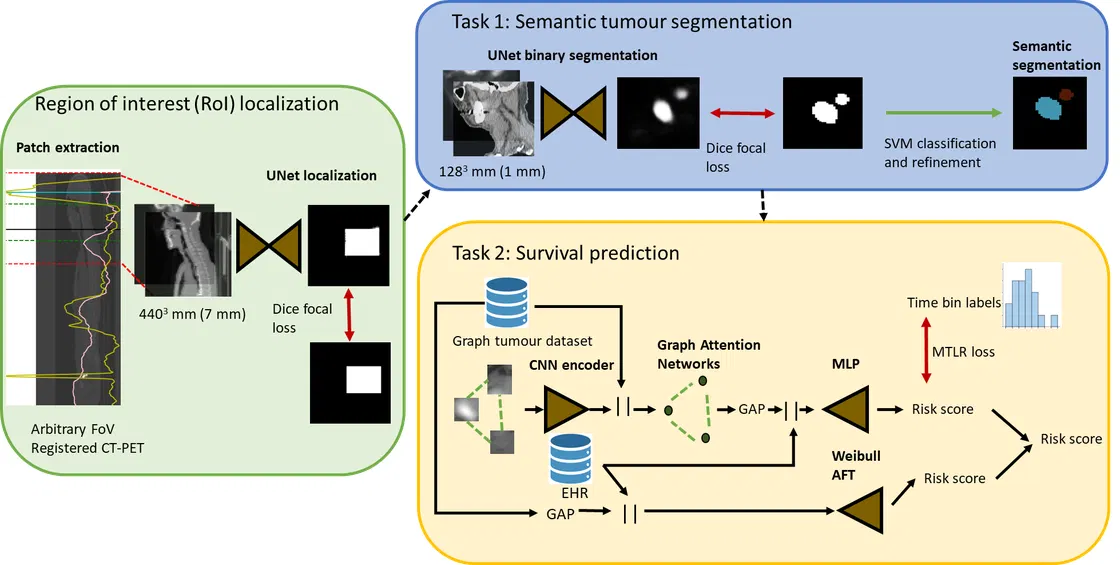 Region of interest (RoI) localization
Patch extraction
UNet localization
440³ mm (7 mm)
Dice focal
loss
Arbitrary FoV
Registered CT-PET
Task 1: Semantic tumour segmentation
UNet binary segmentation
Semantic
segmentation
128³ mm (1 mm)
Dice focal
loss
SVM classification
and refinement
Task 2: Survival prediction
Graph tumour dataset
Time bin labels
MTLR loss
CNN encoder
Graph Attention
Networks
MLP
||
GAP
||
Risk score
Risk score
EHR
Weibull
AFT
Risk score
GAP
||